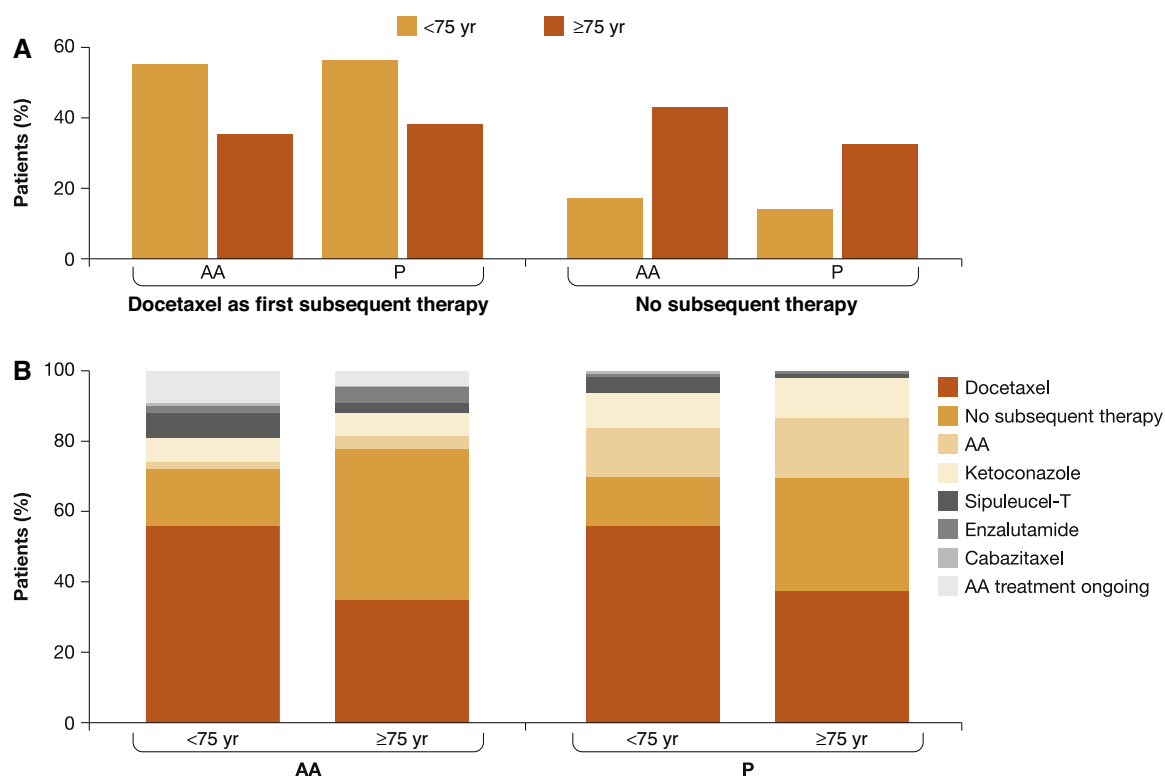 <75 yr ≥75 yr
A
Patients (%)
60
40
20
0
AA P AA P
Docetaxel as first subsequent therapy No subsequent therapy
B
Patients (%)
100
80
60
40
20
0
Docetaxel
No subsequent therapy
AA
Ketoconazole
Sipuleucel-T
Enzalutamide
Cabazitaxel
AA treatment ongoing
<75 yr ≥75 yr <75 yr ≥75 yr
AA P